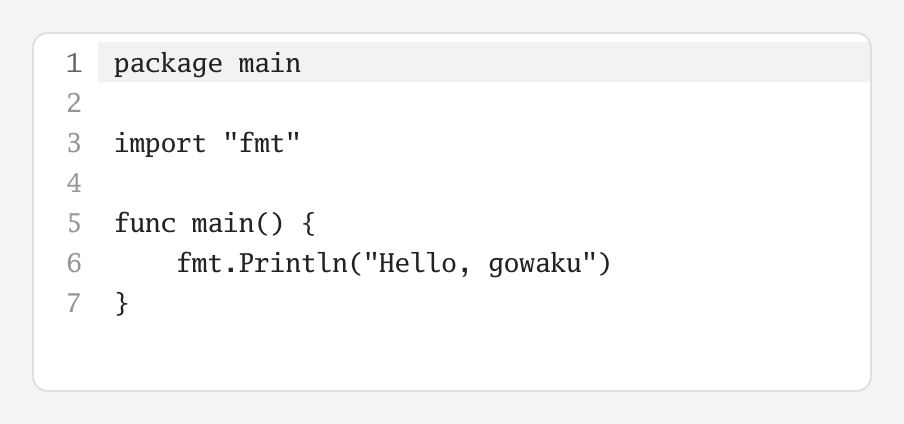 1 package main
2
3 import "fmt"
4
5 func main() {
6     fmt.Println("Hello, gowaku")
7 }